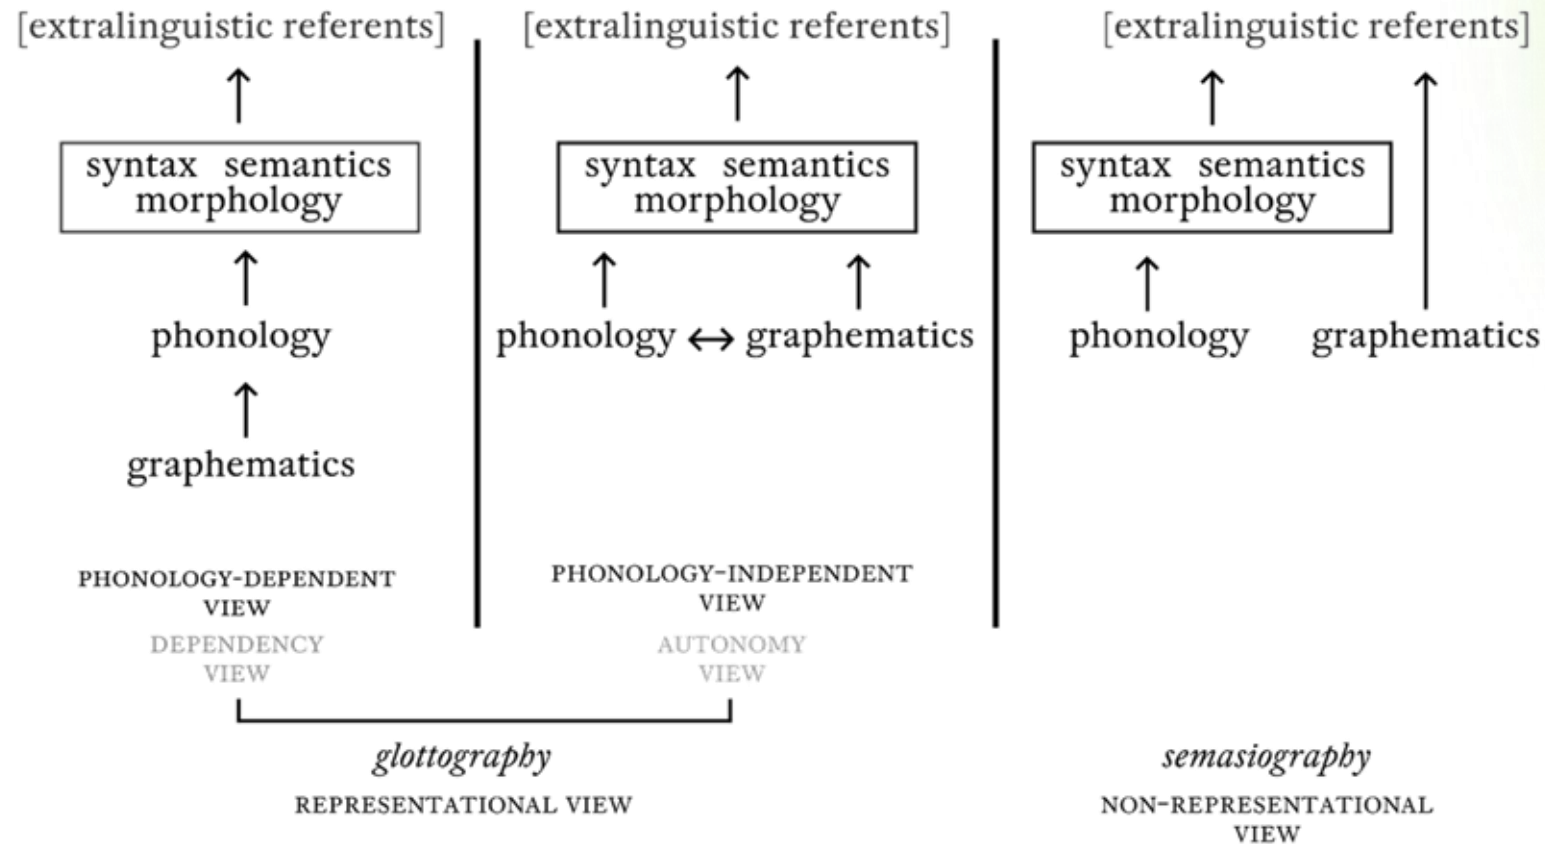 [extralinguistic referents]
syntax semantics
morphology
phonology
graphematics
PHONOLOGY-DEPENDENT
VIEW
DEPENDENCY
VIEW
[extralinguistic referents]
syntax semantics
morphology
phonology ↔ graphematics
PHONOLOGY-INDEPENDENT
VIEW
AUTONOMY
VIEW
glottography
REPRESENTATIONAL VIEW
[extralinguistic referents]
syntax semantics
morphology
phonology graphematics
semasiography
NON-REPRESENTATIONAL
VIEW